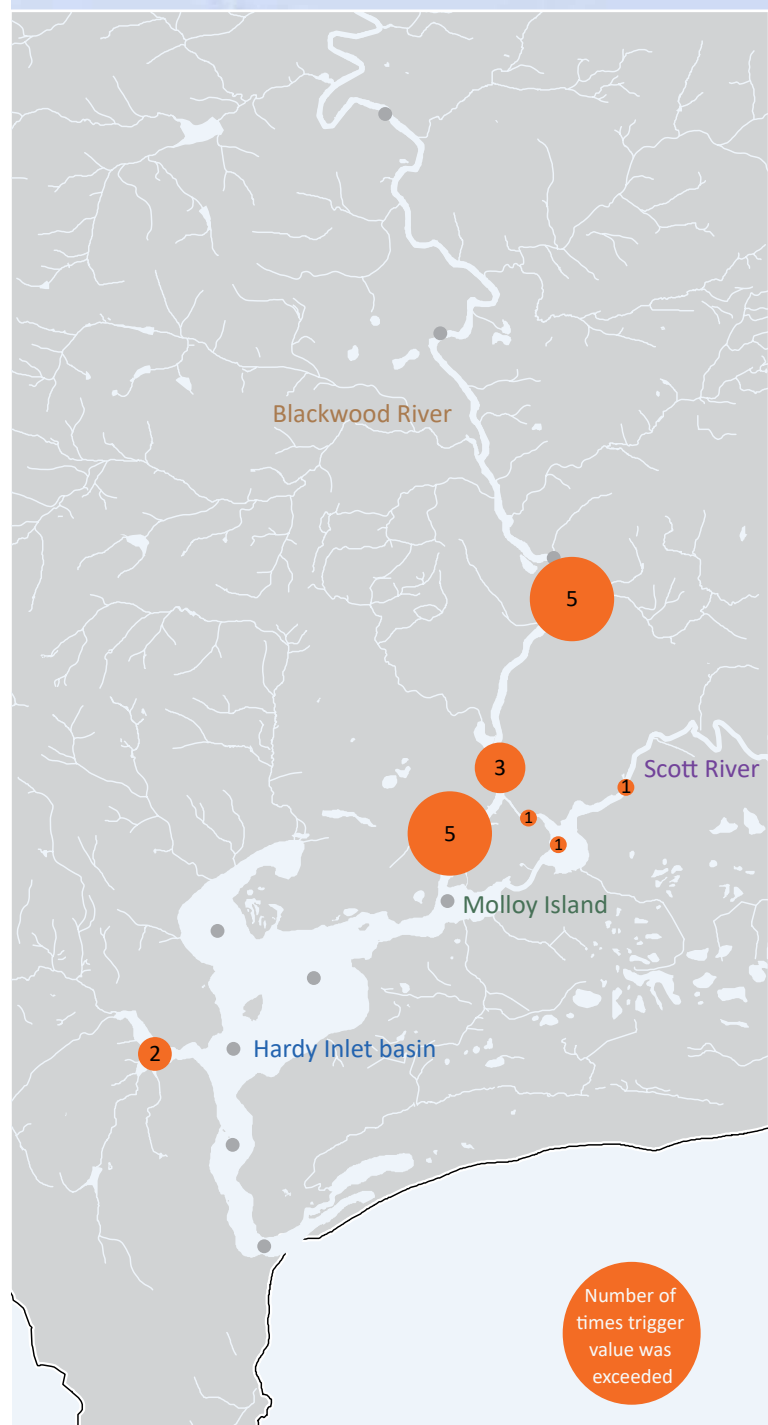 Blackwood River
5
3
Scott River
1
1
5
1
Molloy Island
2
Hardy Inlet basin
Number of
times trigger
value was
exceeded